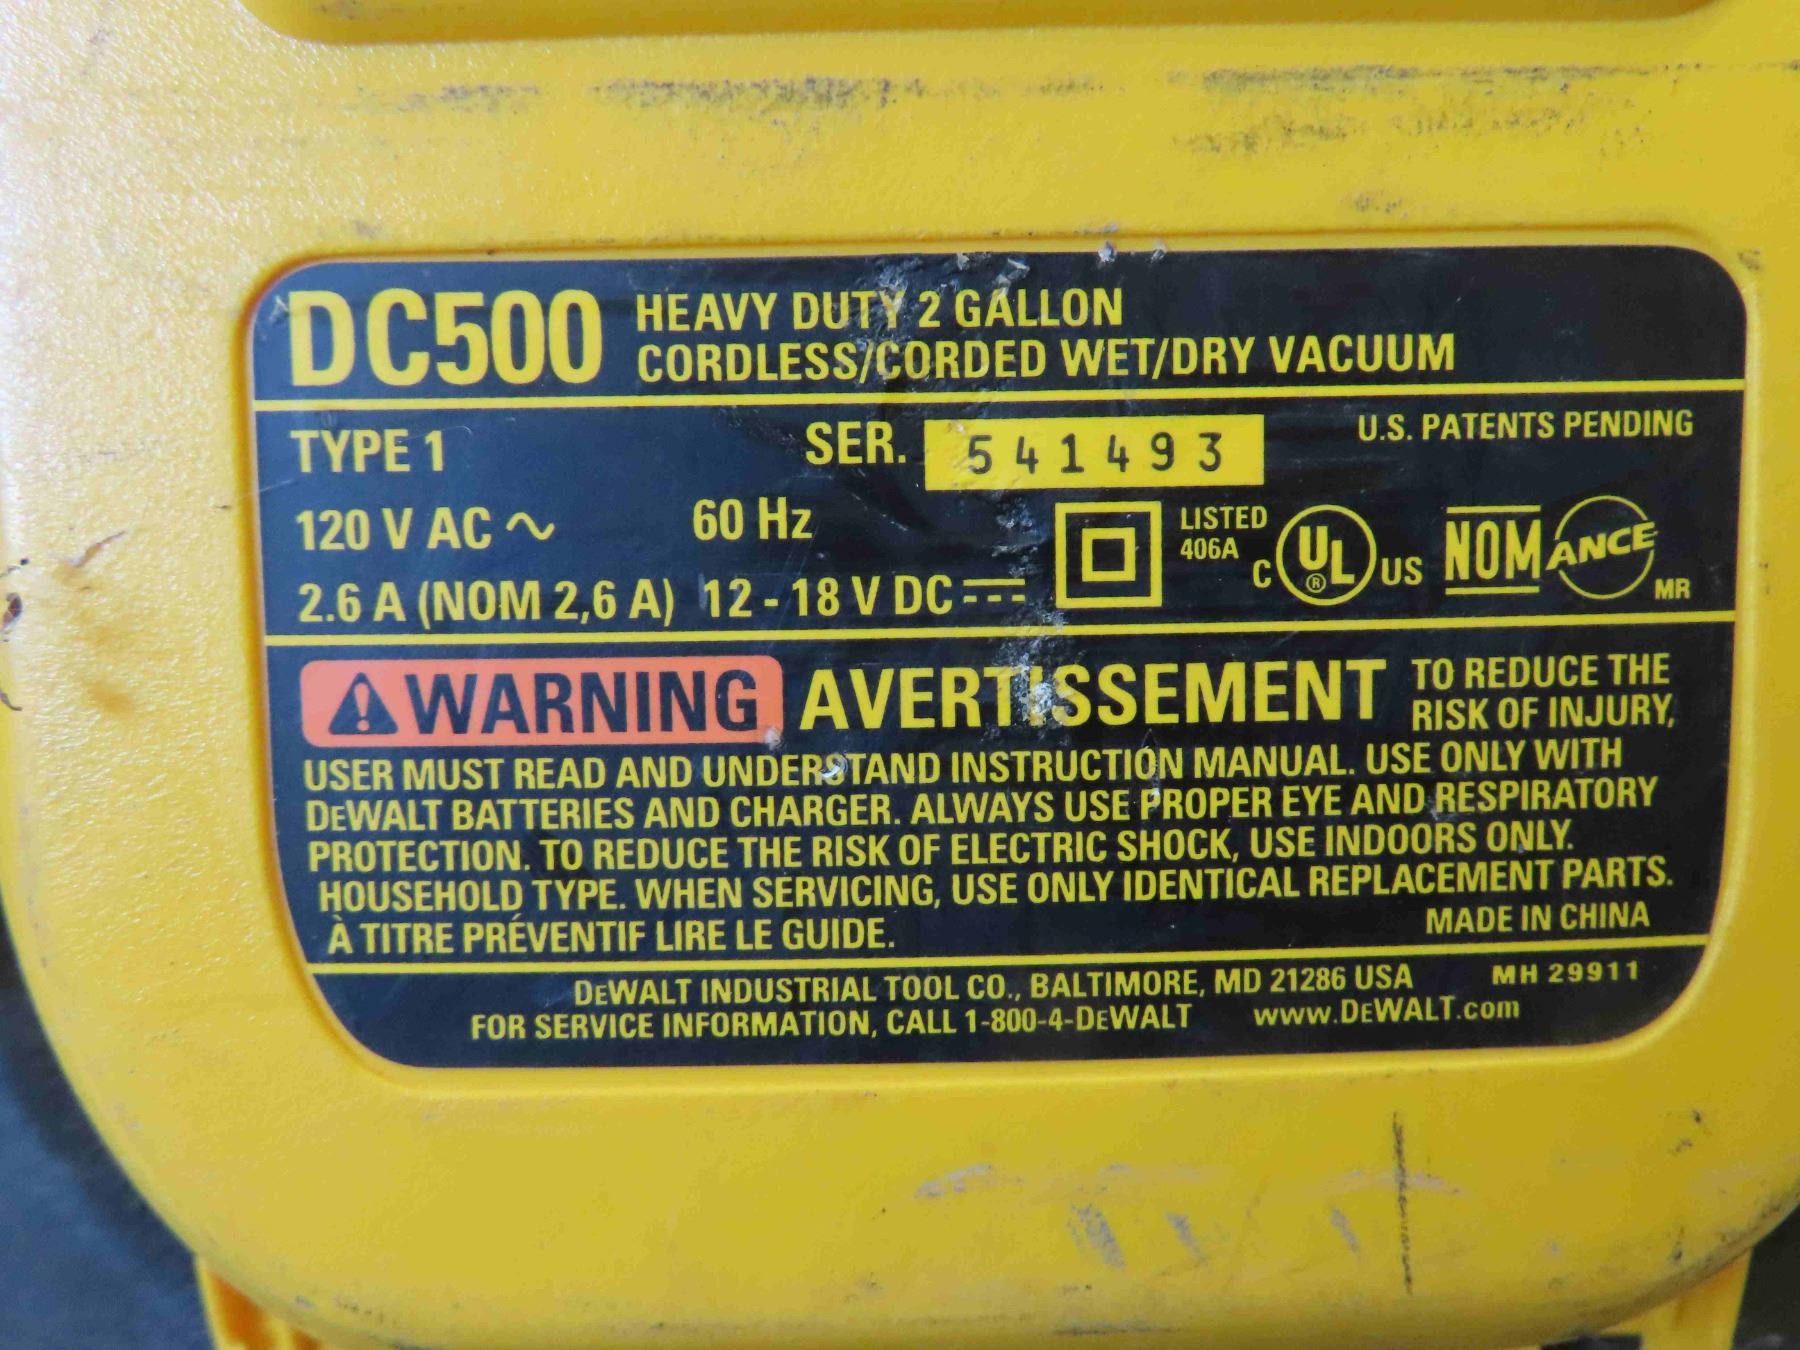 DC500 HEAVY DUTY 2 GALLON
CORDLESS/CORDED WET/DRY VACUUM
TYPE 1 SER. 541493 U.S. PATENTS PENDING
120 V AC ~ 60 Hz
2.6 A (NOM 2,6 A) 12 - 18 V DC
LISTED
406A
C UL ® US
NOM ANCE MR
WARNING AVERTISSEMENT TO REDUCE THE
RISK OF INJURY,
USER MUST READ AND UNDERSTAND INSTRUCTION MANUAL. USE ONLY WITH
DEWALT BATTERIES AND CHARGER. ALWAYS USE PROPER EYE AND RESPIRATORY
PROTECTION. TO REDUCE THE RISK OF ELECTRIC SHOCK, USE INDOORS ONLY.
HOUSEHOLD TYPE. WHEN SERVICING, USE ONLY IDENTICAL REPLACEMENT PARTS.
À TITRE PRÉVENTIF LIRE LE GUIDE. MADE IN CHINA
DEWALT INDUSTRIAL TOOL CO., BALTIMORE, MD 21286 USA MH 29911
FOR SERVICE INFORMATION, CALL 1-800-4-DEWALT www.DEWALT.com